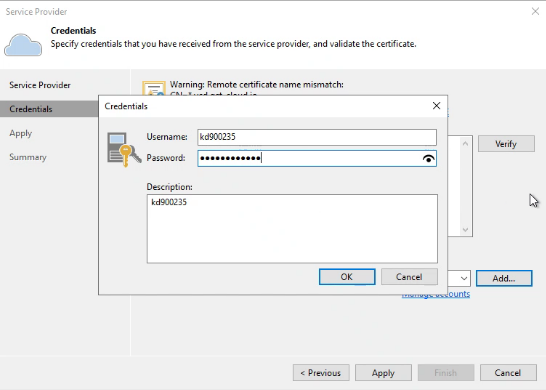 Service Provider
Credentials
Specify credentials that you have received from the service provider, and validate the certificate.
Service Provider
Credentials
Apply
Summary
Warning: Remote certificate name mismatch:
Verify
Credentials
Username:
kd900235
Password:
••••••••••••
Description:
kd900235
OK
Cancel
Add...
Manage accounts
< Previous
Apply
Finish
Cancel